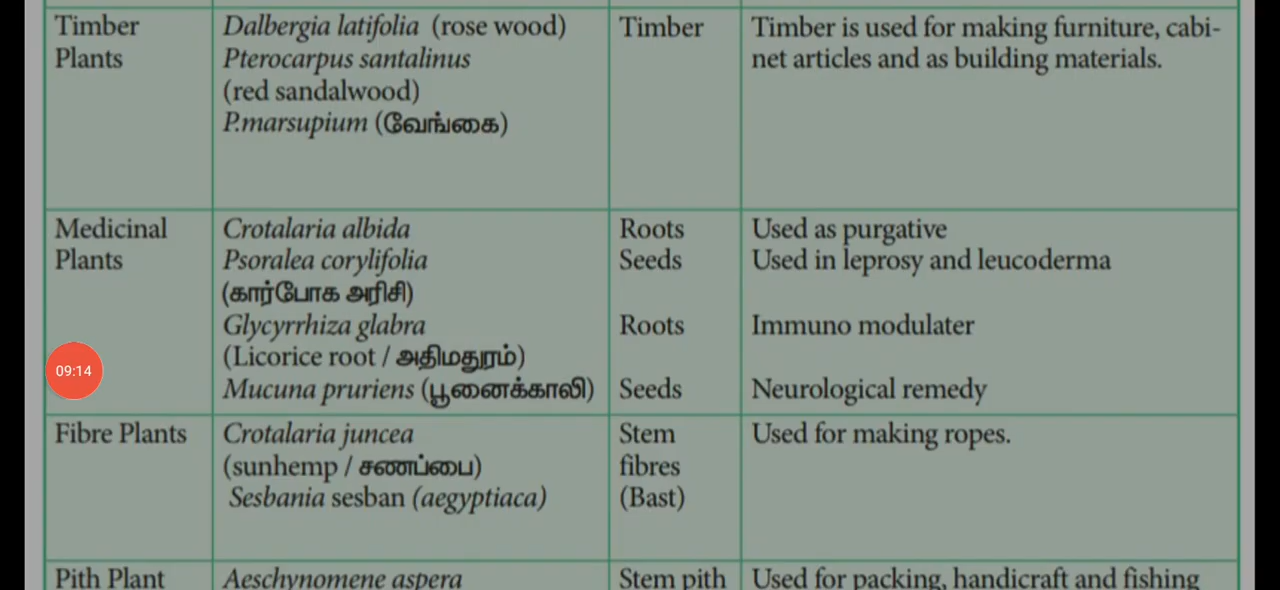 Timber Plants
Dalbergia latifolia (rose wood)
Pterocarpus santalinus
(red sandalwood)
P.marsupium (வேங்கை)
Timber
Timber is used for making furniture, cabi-
net articles and as building materials.
Medicinal Plants
Crotalaria albida
Roots
Used as purgative
Psoralea corylifolia
Seeds
Used in leprosy and leucoderma
(கார்போக அரிசி)
Glycyrrhiza glabra
Roots
Immuno modulater
(Licorice root / அதிமதுரம்)
Mucuna pruriens (பூனைக்காலி)
Seeds
Neurological remedy
09:14
Fibre Plants
Crotalaria juncea
(sunhemp / சணப்பை)
Sesbania sesban (aegyptiaca)
Stem
fibres
(Bast)
Used for making ropes.
Pith Plant
Aeschynomene aspera
Stem pith
Used for packing, handicraft and fishing